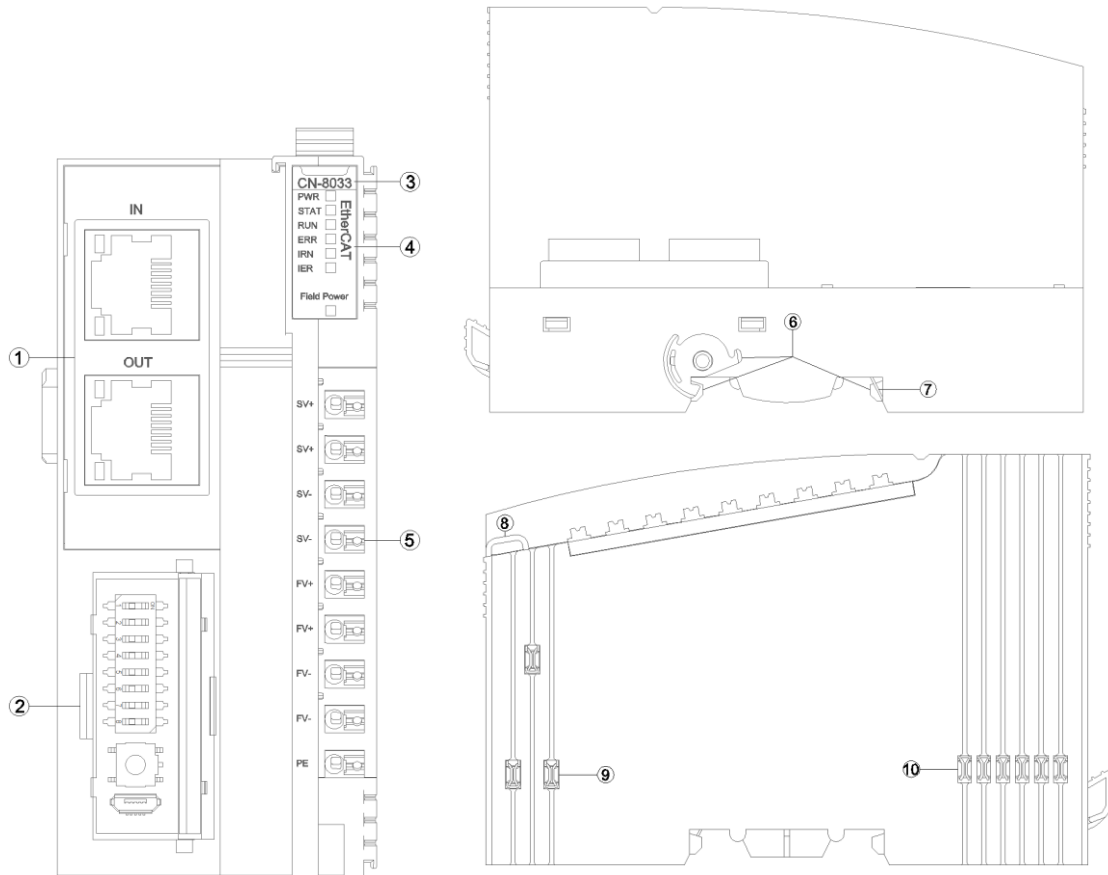 IN
OUT
①
②
CN-8033
③
PWR
STAT
RUN
ERR
IRN
IER
EtherCAT
④
Field Power
SV+
SV+
SV-
SV-
⑤
FV+
FV+
FV-
FV-
PE
⑥
⑦
⑧
⑨
⑩